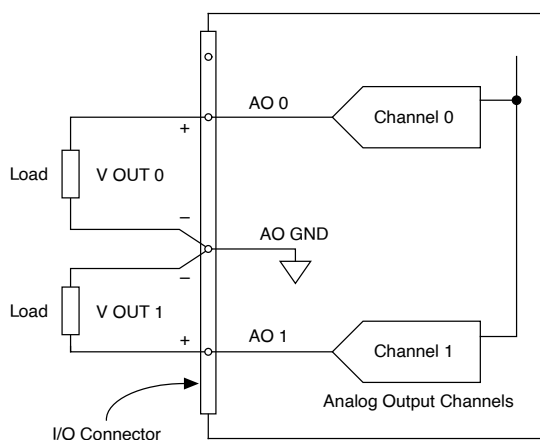 AO 0
Channel 0
+
Load
V OUT 0
–
AO GND
–
Load
V OUT 1
+
AO 1
Channel 1
Analog Output Channels
I/O Connector